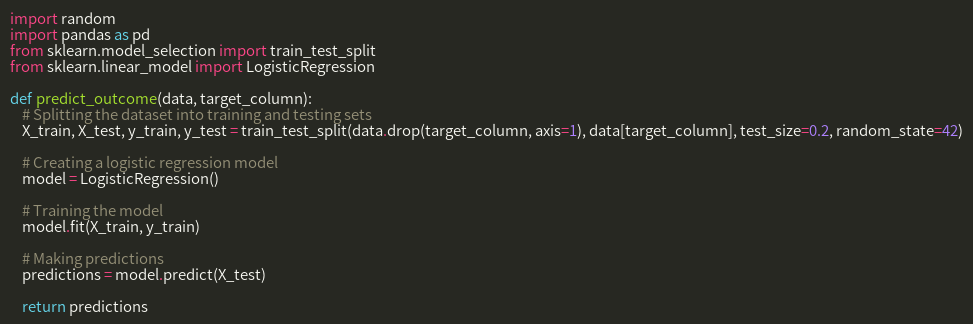 import random
import pandas as pd
from sklearn.model_selection import train_test_split
from sklearn.linear_model import LogisticRegression

def predict_outcome(data, target_column):
    # Splitting the dataset into training and testing sets
    X_train, X_test, y_train, y_test = train_test_split(data.drop(target_column, axis=1), data[target_column], test_size=0.2, random_state=42)

    # Creating a logistic regression model
    model = LogisticRegression()

    # Training the model
    model.fit(X_train, y_train)

    # Making predictions
    predictions = model.predict(X_test)

    return predictions